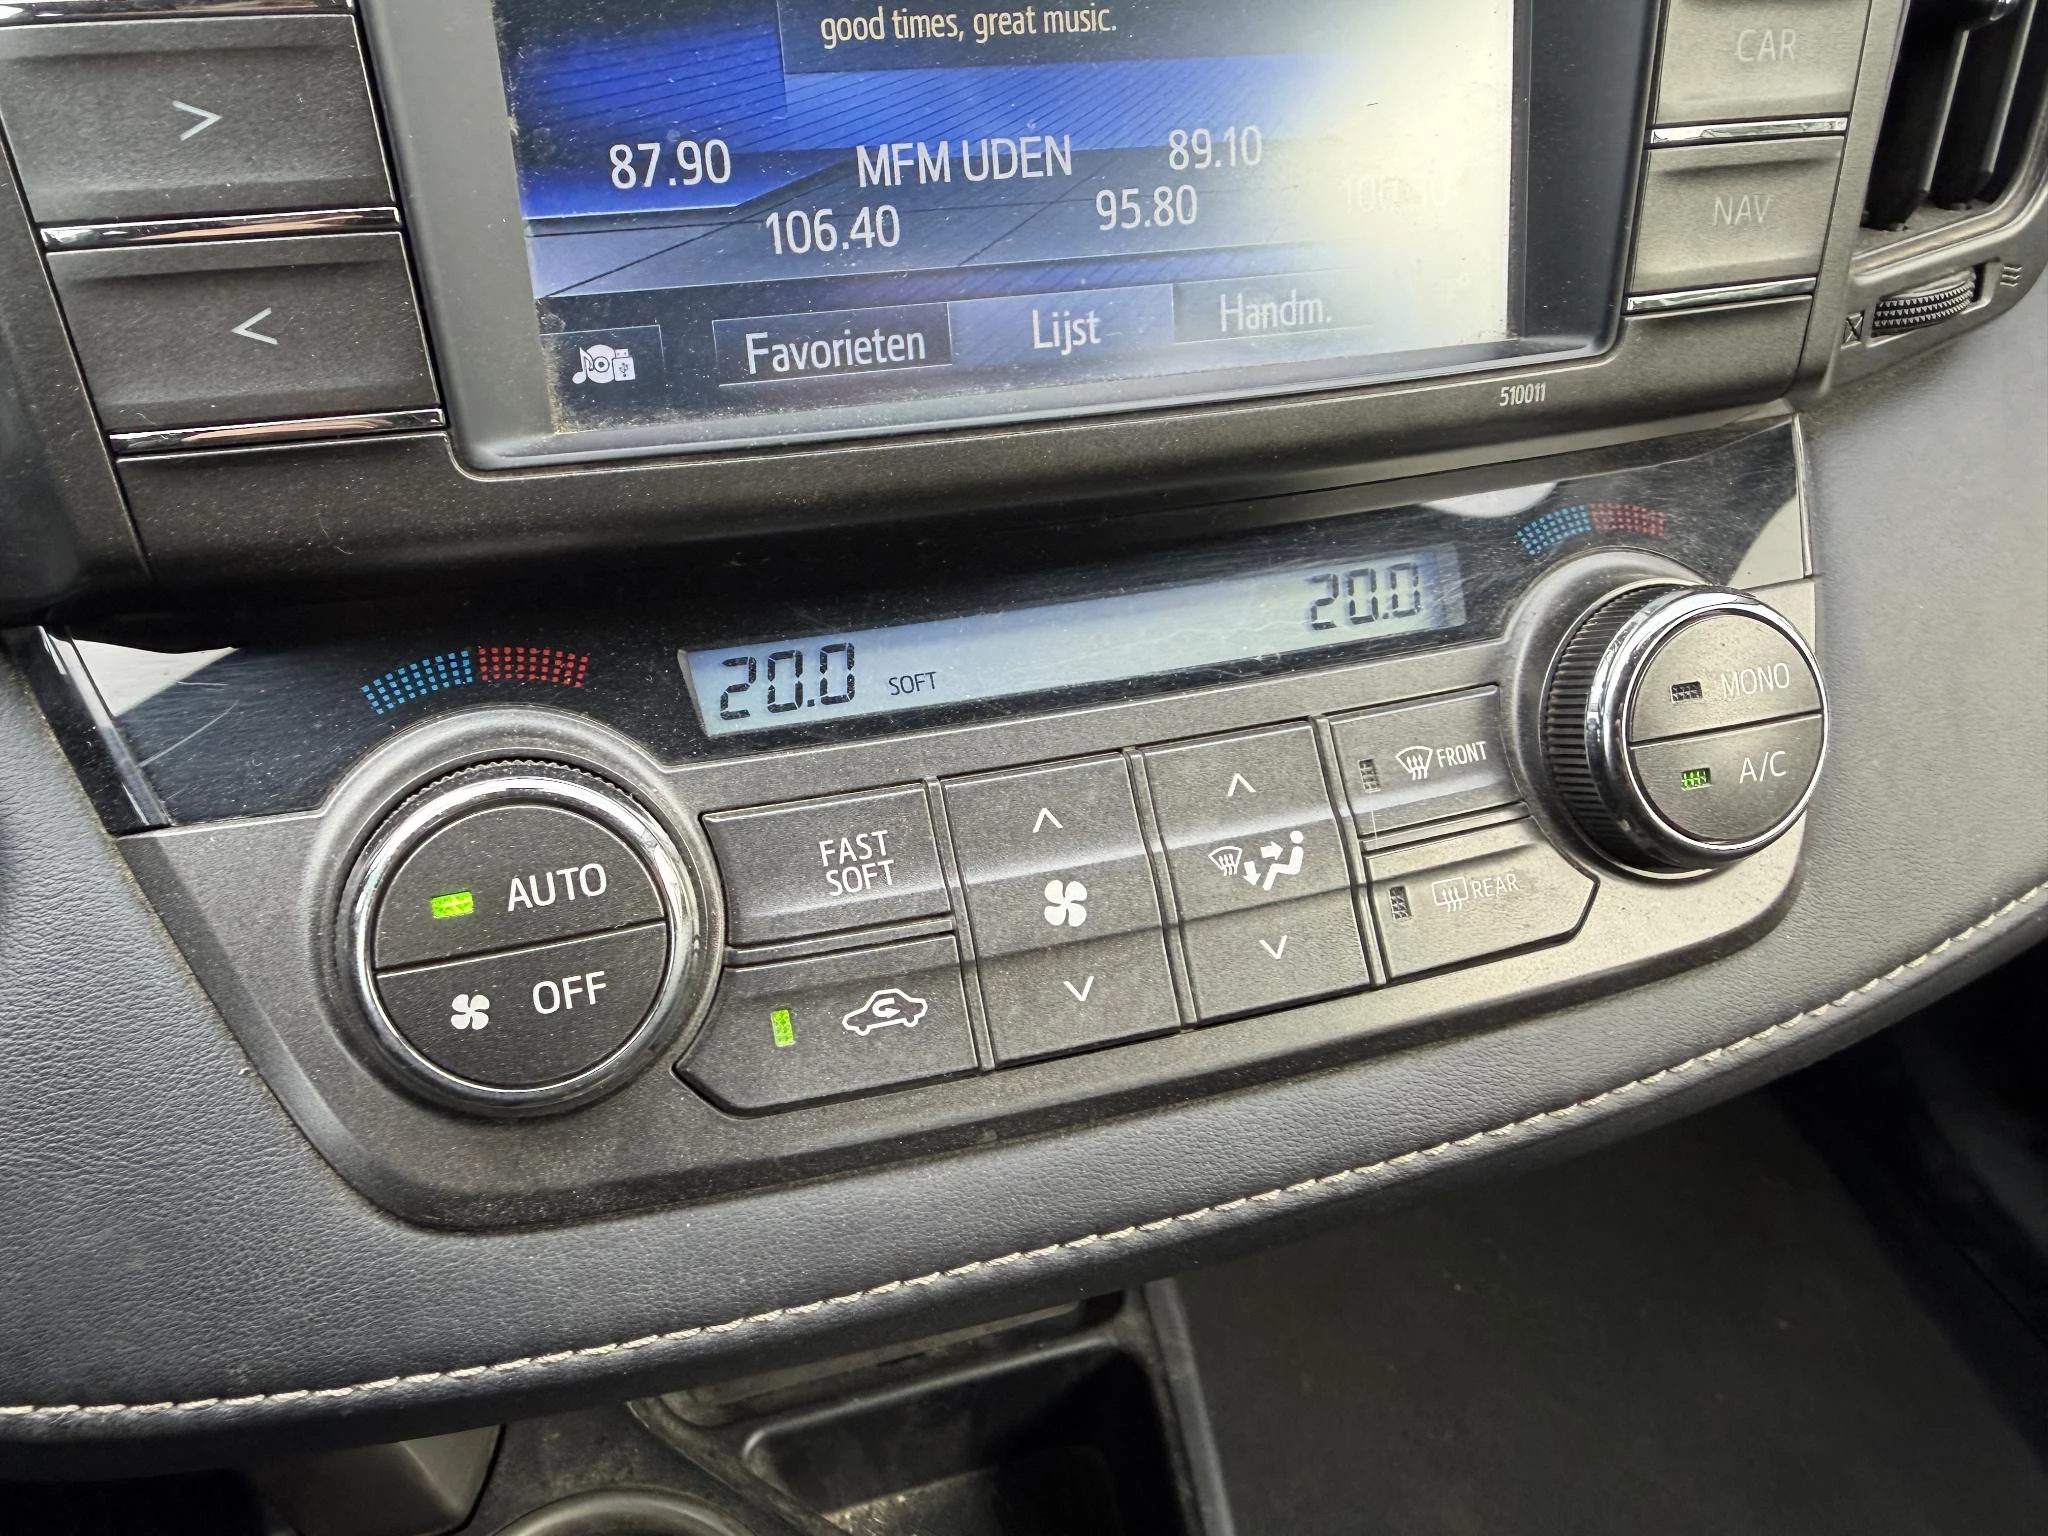 good times, great music.
CAR
>
87.90
MFM UDEN
89.10
106.40
95.80
NAV
<
Favorieten
Lijst
Handm.
510011
20.0
SOFT
20.0
MONO
A/C
FRONT
REAR
FAST
SOFT
AUTO
OFF